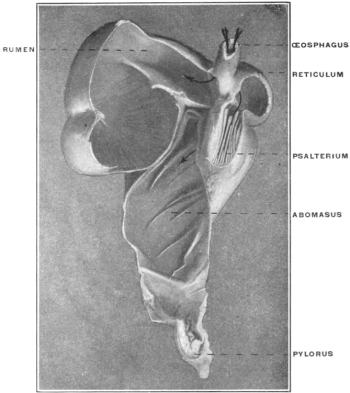 RUMEN
ŒSOPHAGUS
RETICULUM
PSALTERIUM
ABOMASUS
PYLORUS